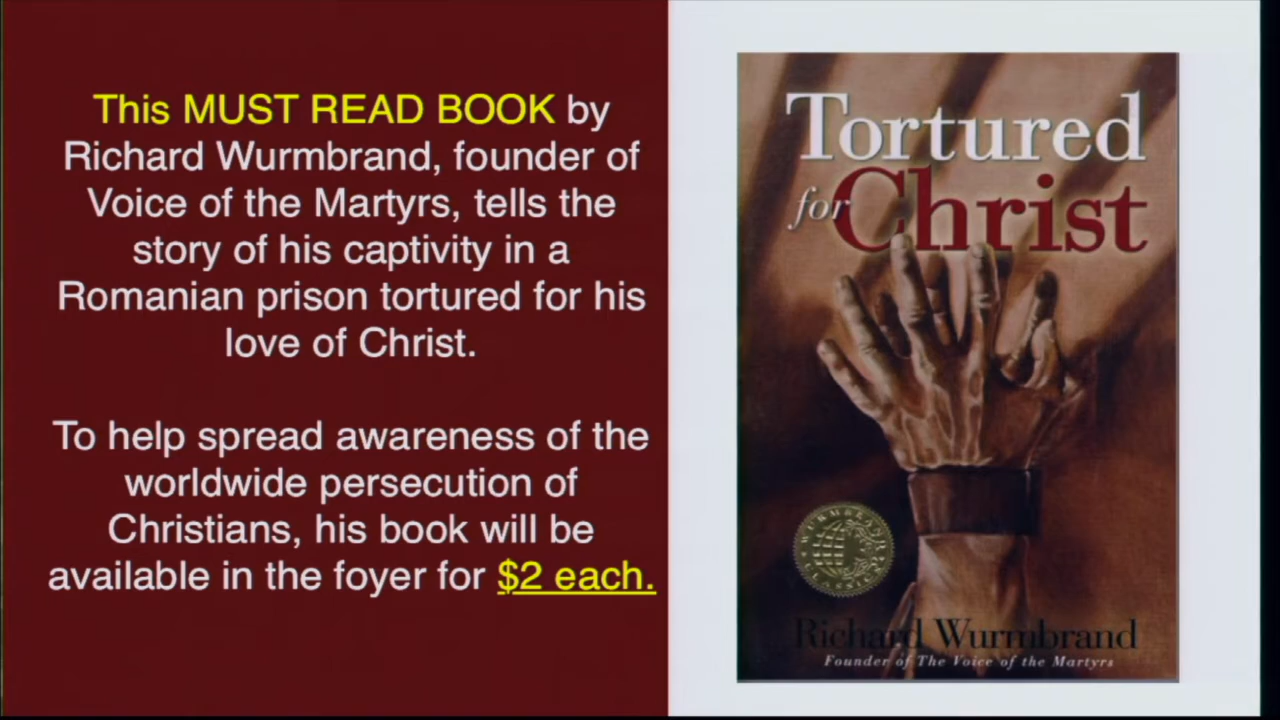 This MUST READ BOOK by
Richard Wurmbrand, founder of
Voice of the Martyrs, tells the
story of his captivity in a
Romanian prison tortured for his
love of Christ.
To help spread awareness of the
worldwide persecution of
Christians, his book will be
available in the foyer for $2 each.
Tortured
for Christ
WURMBRAND
CLASSIC
Richard Wurmbrand
Founder of The Voice of the Martyrs